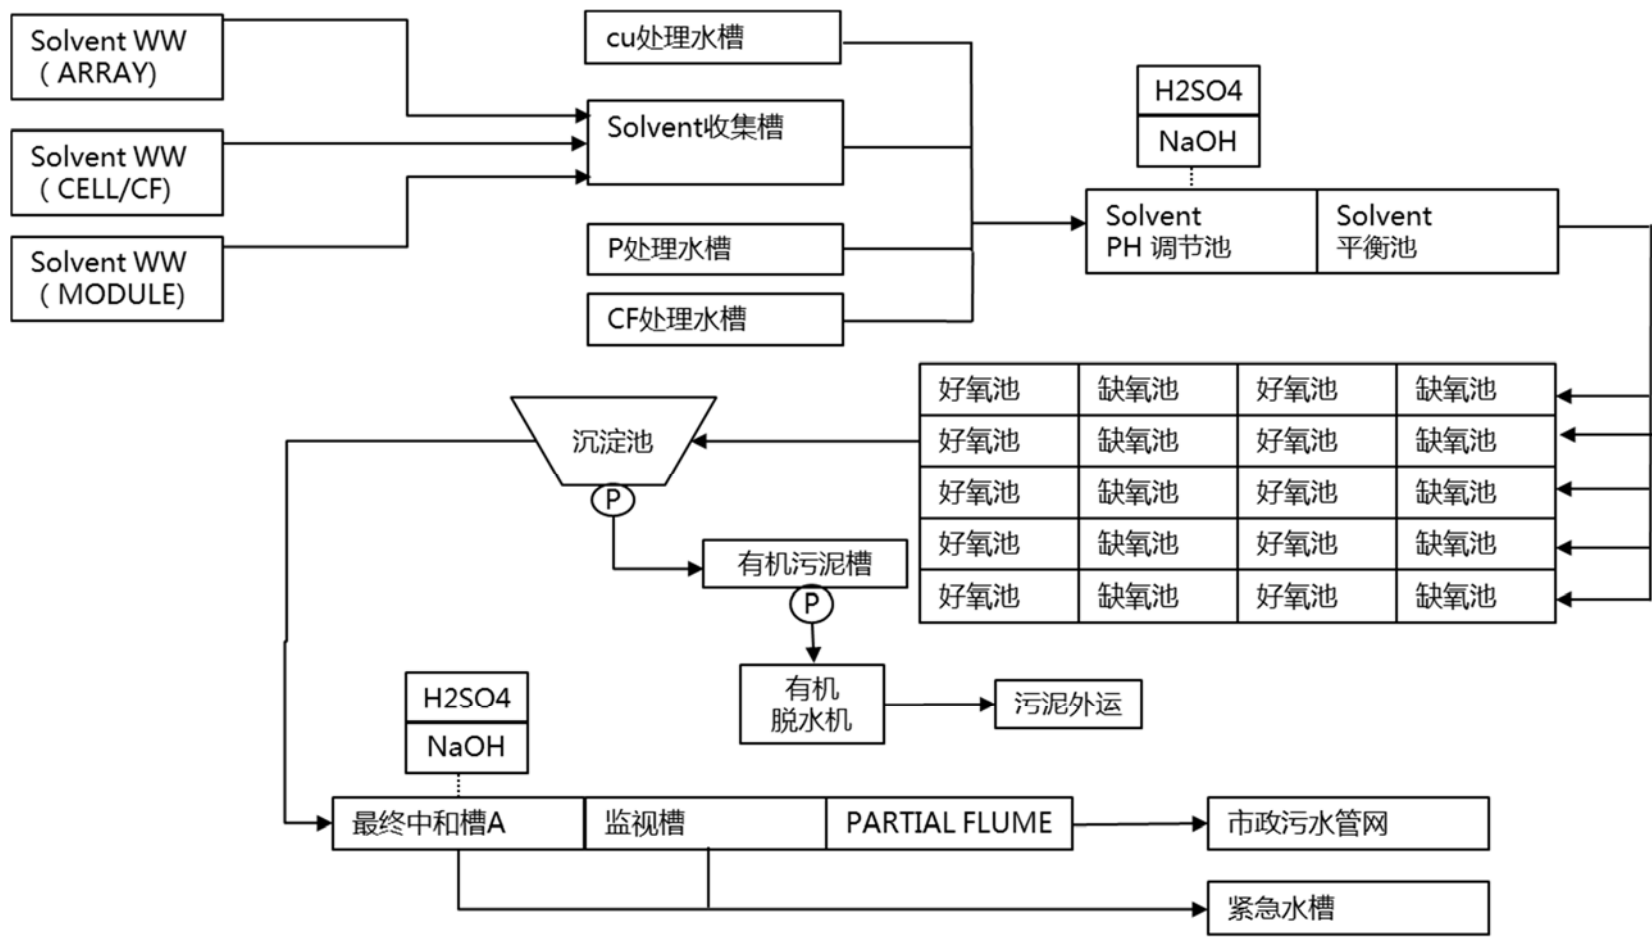 Solvent WW
( ARRAY)
Solvent WW
( CELL/CF)
Solvent WW
( MODULE)
cu处理水槽
Solvent收集槽
P处理水槽
CF处理水槽
H2SO4
NaOH
Solvent
PH 调节池
Solvent
平衡池
好氧池 缺氧池 好氧池 缺氧池
好氧池 缺氧池 好氧池 缺氧池
好氧池 缺氧池 好氧池 缺氧池
好氧池 缺氧池 好氧池 缺氧池
好氧池 缺氧池 好氧池 缺氧池
沉淀池
P
有机污泥槽
P
有机
脱水机
污泥外运
H2SO4
NaOH
最终中和槽A
监视槽
PARTIAL FLUME
市政污水管网
紧急水槽